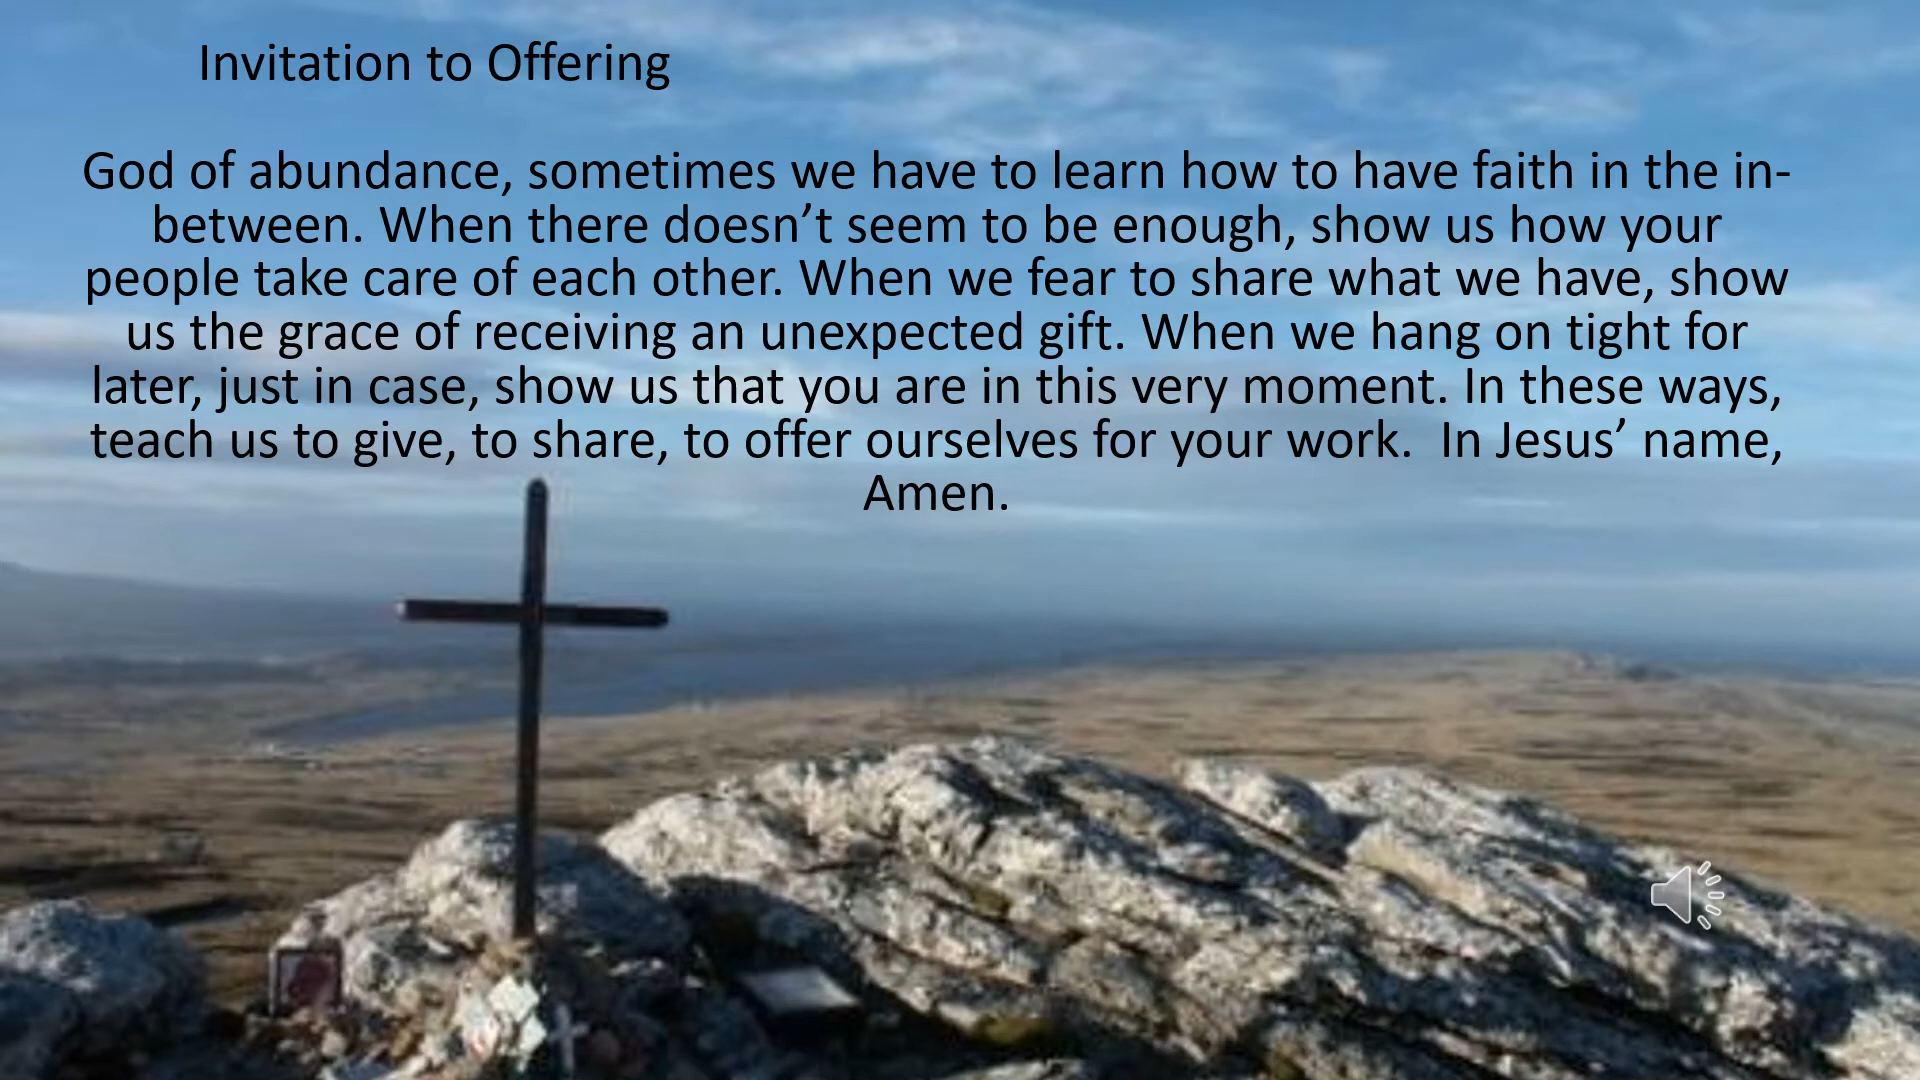 Invitation to Offering
God of abundance, sometimes we have to learn how to have faith in the in-
between. When there doesn’t seem to be enough, show us how your
people take care of each other. When we fear to share what we have, show
us the grace of receiving an unexpected gift. When we hang on tight for
later, just in case, show us that you are in this very moment. In these ways,
teach us to give, to share, to offer ourselves for your work.  In Jesus’ name,
Amen.